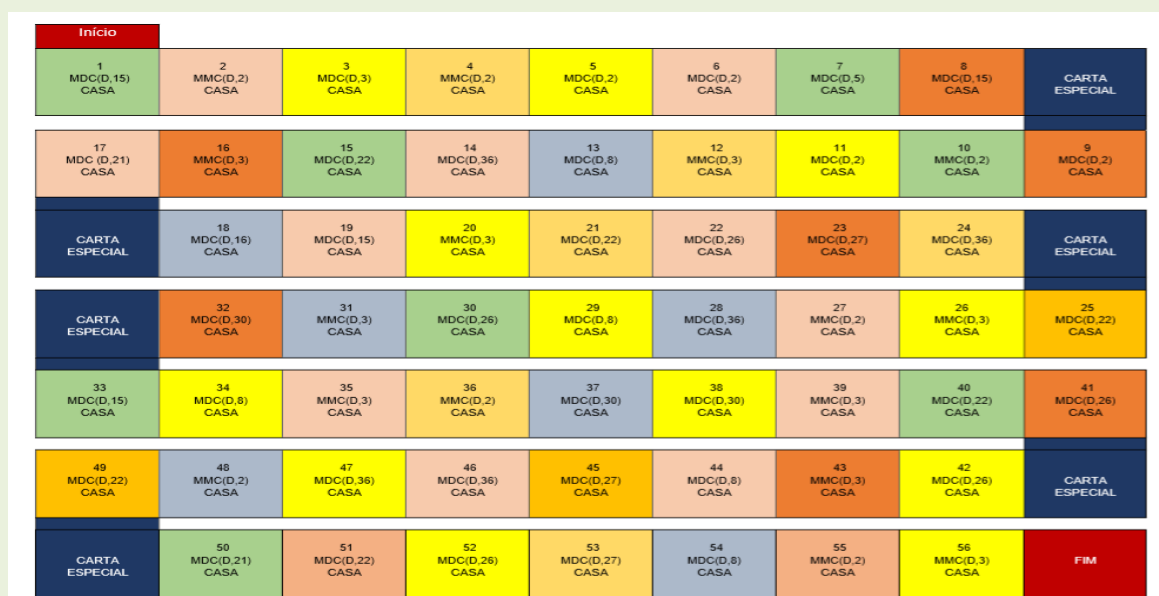 Início
1
MDC(D,15)
CASA
2
MMC(D,2)
CASA
3
MDC(D,3)
CASA
4
MMC(D,2)
CASA
5
MDC(D,2)
CASA
6
MDC(D,2)
CASA
7
MDC(D,5)
CASA
8
MDC(D,15)
CASA
CARTA
ESPECIAL
17
MDC (D,21)
CASA
16
MMC(D,3)
CASA
15
MDC(D,22)
CASA
14
MDC(D,36)
CASA
13
MDC(D,8)
CASA
12
MMC(D,3)
CASA
11
MDC(D,2)
CASA
10
MMC(D,2)
CASA
9
MDC(D,2)
CASA
CARTA
ESPECIAL
18
MDC(D,16)
CASA
19
MDC(D,15)
CASA
20
MMC(D,3)
CASA
21
MDC(D,22)
CASA
22
MDC(D,26)
CASA
23
MDC(D,27)
CASA
24
MDC(D,36)
CASA
CARTA
ESPECIAL
CARTA
ESPECIAL
32
MDC(D,30)
CASA
31
MMC(D,3)
CASA
30
MDC(D,26)
CASA
29
MDC(D,8)
CASA
28
MDC(D,36)
CASA
27
MMC(D,2)
CASA
26
MMC(D,3)
CASA
25
MDC(D,22)
CASA
33
MDC(D,15)
CASA
34
MDC(D,8)
CASA
35
MMC(D,3)
CASA
36
MMC(D,2)
CASA
37
MDC(D,30)
CASA
38
MDC(D,30)
CASA
39
MMC(D,3)
CASA
40
MDC(D,22)
CASA
41
MDC(D,26)
CASA
49
MDC(D,22)
CASA
48
MMC(D,2)
CASA
47
MDC(D,36)
CASA
46
MDC(D,36)
CASA
45
MDC(D,27)
CASA
44
MDC(D,8)
CASA
43
MMC(D,3)
CASA
42
MDC(D,26)
CASA
CARTA
ESPECIAL
CARTA
ESPECIAL
50
MDC(D,21)
CASA
51
MDC(D,22)
CASA
52
MDC(D,26)
CASA
53
MDC(D,27)
CASA
54
MDC(D,8)
CASA
55
MMC(D,2)
CASA
56
MMC(D,3)
CASA
FIM